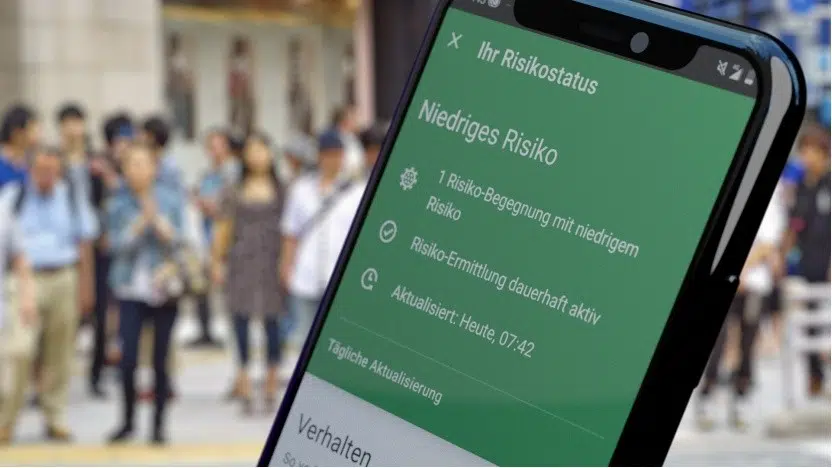 Ihr Risikostatus
Niedriges Risiko
1 Risiko-Begegnung mit niedrigem
Risiko
Risiko-Ermittlung dauerhaft aktiv
Aktualisiert: Heute, 07:42
Tägliche Aktualisierung
Verhalten